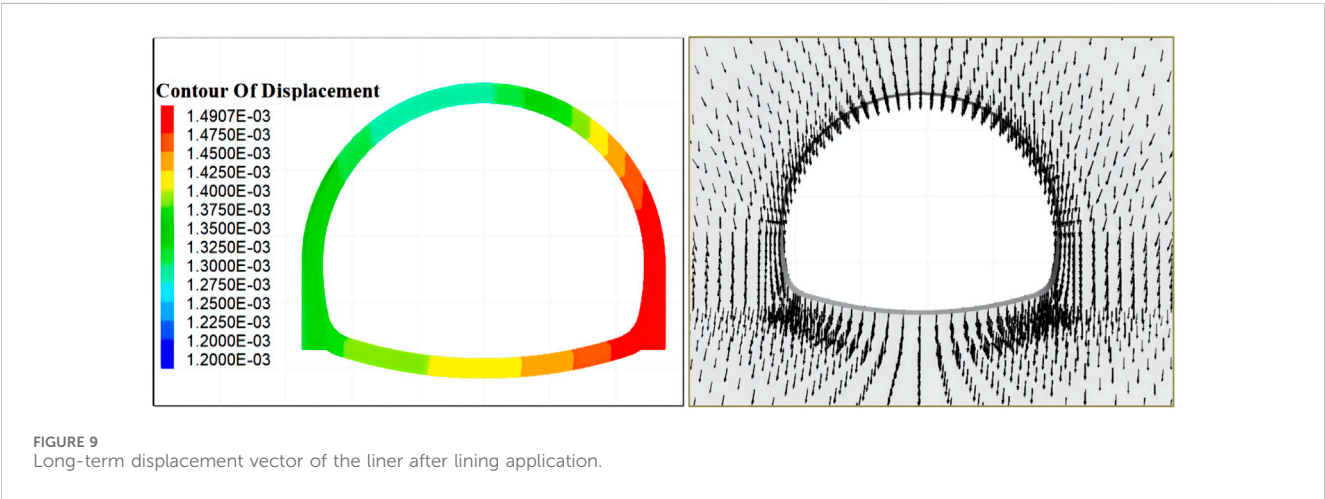 Contour Of Displacement
1.4907E-03
1.4750E-03
1.4500E-03
1.4250E-03
1.4000E-03
1.3750E-03
1.3500E-03
1.3250E-03
1.3000E-03
1.2750E-03
1.2500E-03
1.2250E-03
1.2000E-03
1.2000E-03
FIGURE 9
Long-term displacement vector of the liner after lining application.